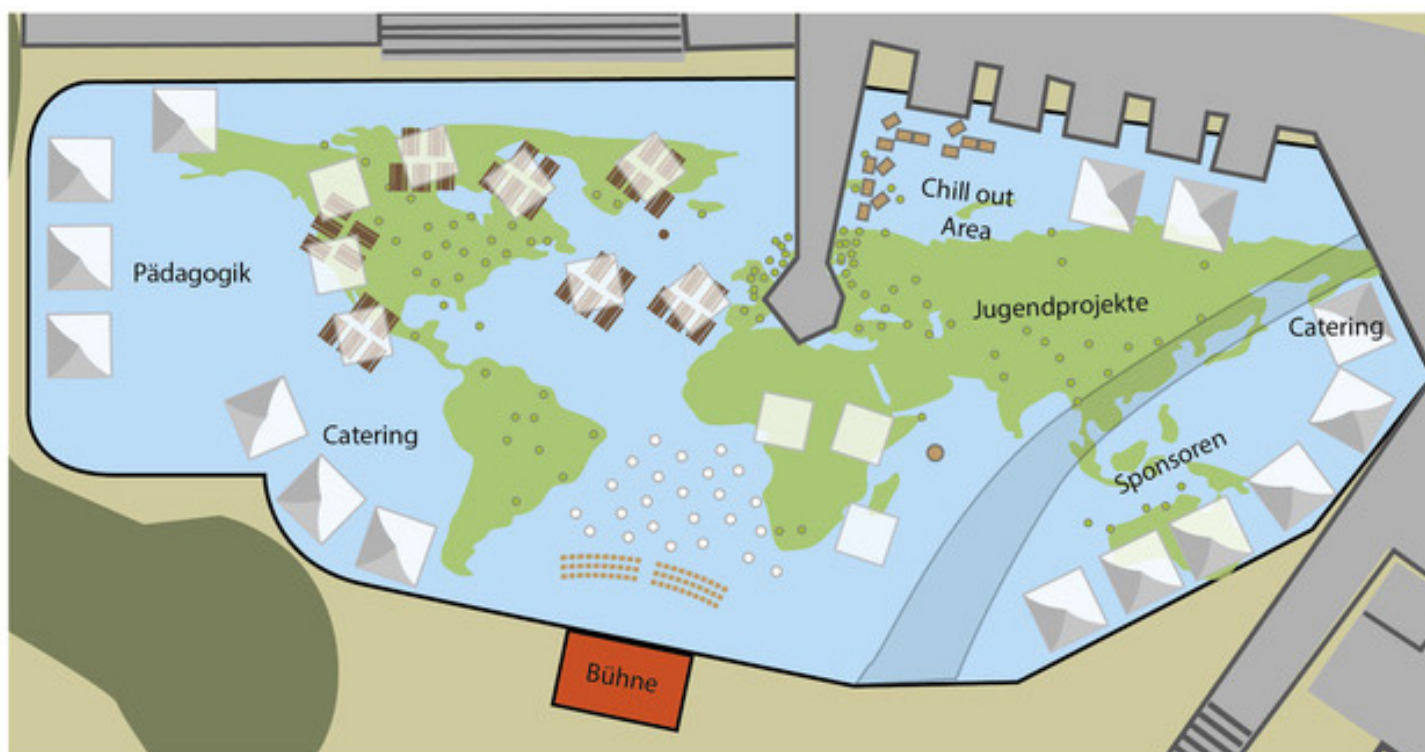 Chill out
Area
Pädagogik
Jugendprojekte
Catering
Catering
Sponsoren
Bühne